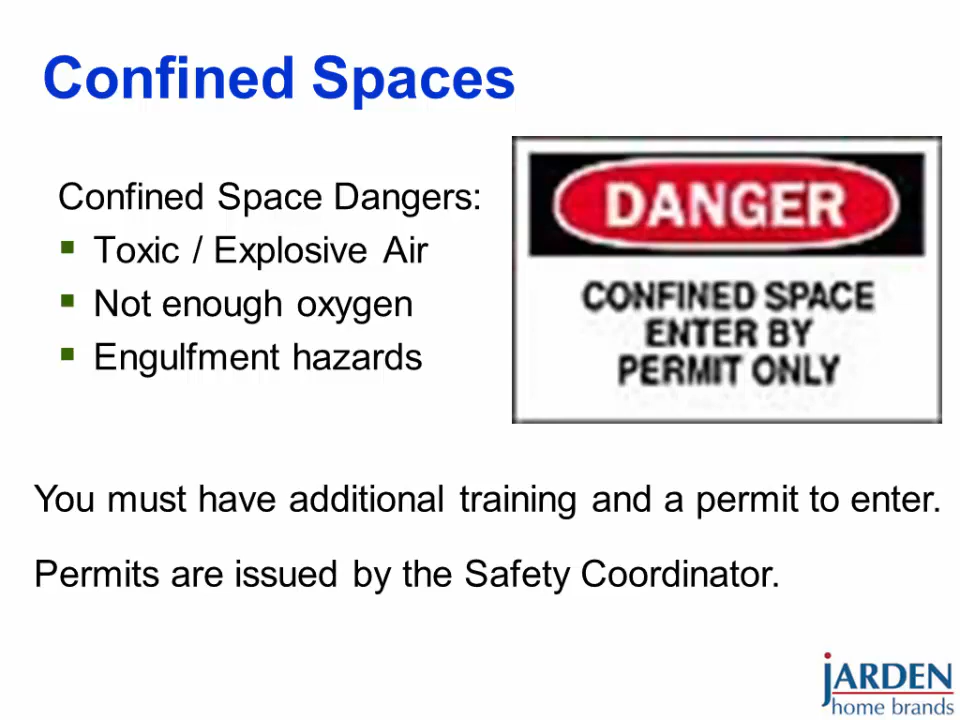 Confined Spaces
Confined Space Dangers:
Toxic / Explosive Air
Not enough oxygen
Engulfment hazards
DANGER
CONFINED SPACE
ENTER BY
PERMIT ONLY
You must have additional training and a permit to enter.
Permits are issued by the Safety Coordinator.
JARDEN
home brands